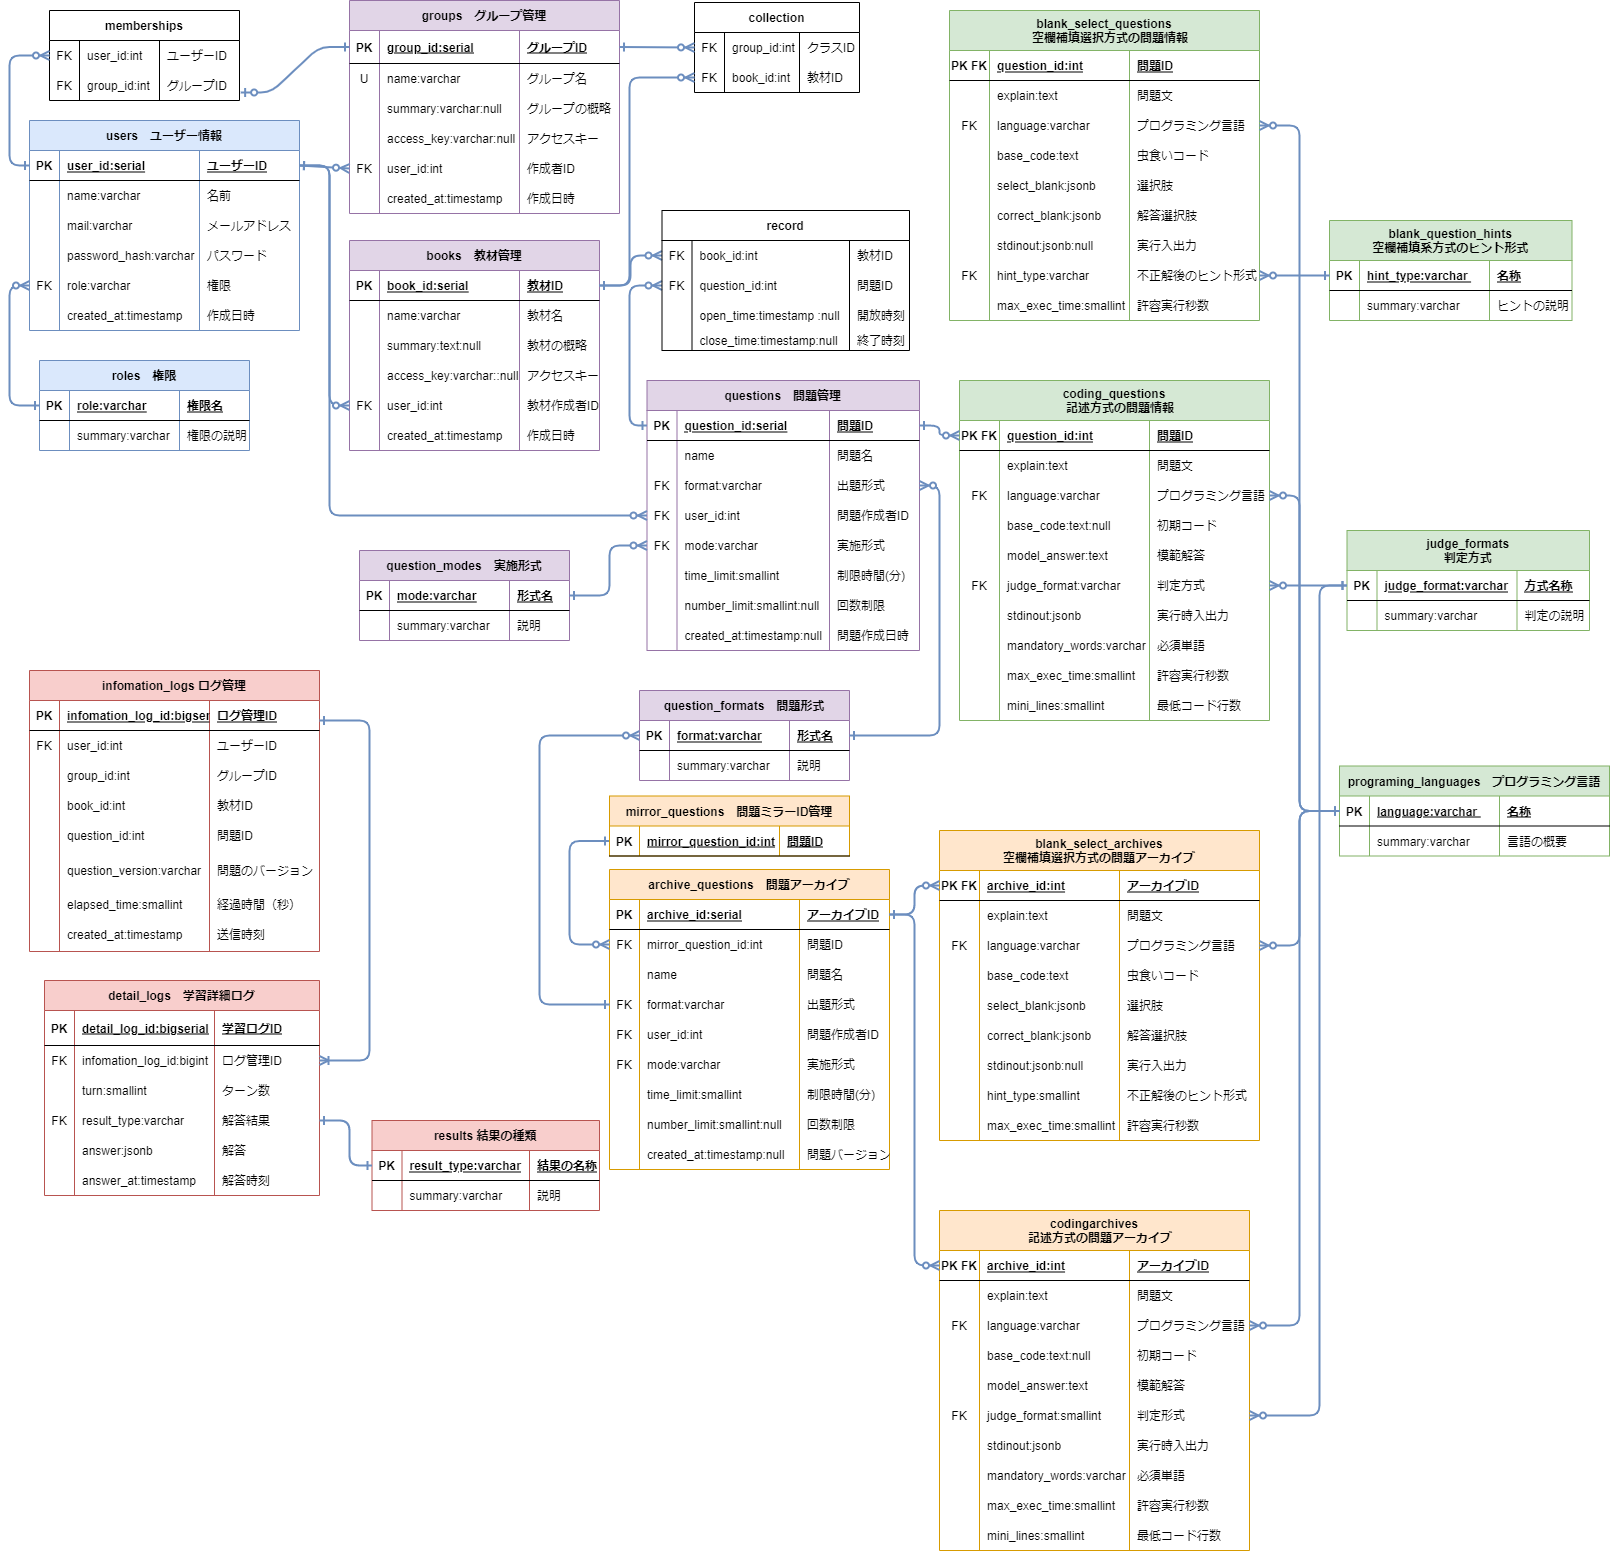 memberships
FK user_id:int ユーザーID
FK group_id:int グループID
users ユーザー情報
PK user_id:serial ユーザーID
name:varchar 名前
mail:varchar メールアドレス
password_hash:varchar パスワード
FK role:varchar 権限
created_at:timestamp 作成日時
roles 権限
PK role:varchar 権限名
summary:varchar 権限の説明
groups グループ管理
PK group_id:serial グループID
U name:varchar グループ名
summary:varchar:null グループの概略
access_key:varchar:null アクセスキー
FK user_id:int 作成者ID
created_at:timestamp 作成日時
books 教材管理
PK book_id:serial 教材ID
name:varchar 教材名
summary:text:null 教材の概略
access_key:varchar::null アクセスキー
FK user_id:int 教材作成者ID
created_at:timestamp 作成日時
collection
FK group_id:int クラスID
FK book_id:int 教材ID
record
FK book_id:int 教材ID
FK question_id:int 問題ID
open_time:timestamp :null 開放時刻
close_time:timestamp:null 終了時刻
questions 問題管理
PK question_id:serial 問題ID
name 問題名
FK format:varchar 出題形式
FK user_id:int 問題作成者ID
FK mode:varchar 実施形式
time_limit:smallint 制限時間(分)
number_limit:smallint:null 回数制限
created_at:timestamp:null 問題作成日時
question_modes 実施形式
PK mode:varchar 形式名
summary:varchar 説明
question_formats 問題形式
PK format:varchar 形式名
summary:varchar 説明
blank_select_questions
空欄補填選択方式の問題情報
PK FK question_id:int 問題ID
explain:text 問題文
FK language:varchar プログラミング言語
base_code:text 虫食いコード
select_blank:jsonb 選択肢
correct_blank:jsonb 解答選択肢
stdinout:jsonb:null 実行入出力
FK hint_type:varchar 不正解後のヒント形式
max_exec_time:smallint 許容実行秒数
blank_question_hints
空欄補填系方式のヒント形式
PK hint_type:varchar 名称
summary:varchar ヒントの説明
coding_questions
記述方式の問題情報
PK FK question_id:int 問題ID
explain:text 問題文
FK language:varchar プログラミング言語
base_code:text:null 初期コード
model_answer:text 模範解答
FK judge_format:varchar 判定方式
stdinout:jsonb 実行時入出力
mandatory_words:varchar 必須単語
max_exec_time:smallint 許容実行秒数
mini_lines:smallint 最低コード行数
judge_formats
判定方式
PK judge_format:varchar 方式名称
summary:varchar 判定の説明
programing_languages プログラミング言語
PK language:varchar 名称
summary:varchar 言語の概要
infomation_logs ログ管理
PK infomation_log_id:bigser ログ管理ID
FK user_id:int ユーザーID
group_id:int グループID
book_id:int 教材ID
question_id:int 問題ID
question_version:varchar 問題のバージョン
elapsed_time:smallint 経過時間（秒）
created_at:timestamp 送信時刻
detail_logs 学習詳細ログ
PK detail_log_id:bigserial 学習ログID
FK infomation_log_id:bigint ログ管理ID
turn:smallint ターン数
FK result_type:varchar 解答結果
answer:jsonb 解答
answer_at:timestamp 解答時刻
results 結果の種類
PK result_type:varchar 結果の名称
summary:varchar 説明
mirror_questions 問題ミラーID管理
PK mirror_question_id:int 問題ID
archive_questions 問題アーカイブ
PK archive_id:serial アーカイブID
FK mirror_question_id:int 問題ID
name 問題名
FK format:varchar 出題形式
FK user_id:int 問題作成者ID
FK mode:varchar 実施形式
time_limit:smallint 制限時間(分)
number_limit:smallint:null 回数制限
created_at:timestamp:null 問題バージョン
blank_select_archives
空欄補填選択方式の問題アーカイブ
PK FK archive_id:int アーカイブID
explain:text 問題文
FK language:varchar プログラミング言語
base_code:text 虫食いコード
select_blank:jsonb 選択肢
correct_blank:jsonb 解答選択肢
stdinout:jsonb:null 実行入出力
hint_type:smallint 不正解後のヒント形式
max_exec_time:smallint 許容実行秒数
codingarchives
記述方式の問題アーカイブ
PK FK archive_id:int アーカイブID
explain:text 問題文
FK language:varchar プログラミング言語
base_code:text:null 初期コード
model_answer:text 模範解答
FK judge_format:smallint 判定形式
stdinout:jsonb 実行時入出力
mandatory_words:varchar 必須単語
max_exec_time:smallint 許容実行秒数
mini_lines:smallint 最低コード行数